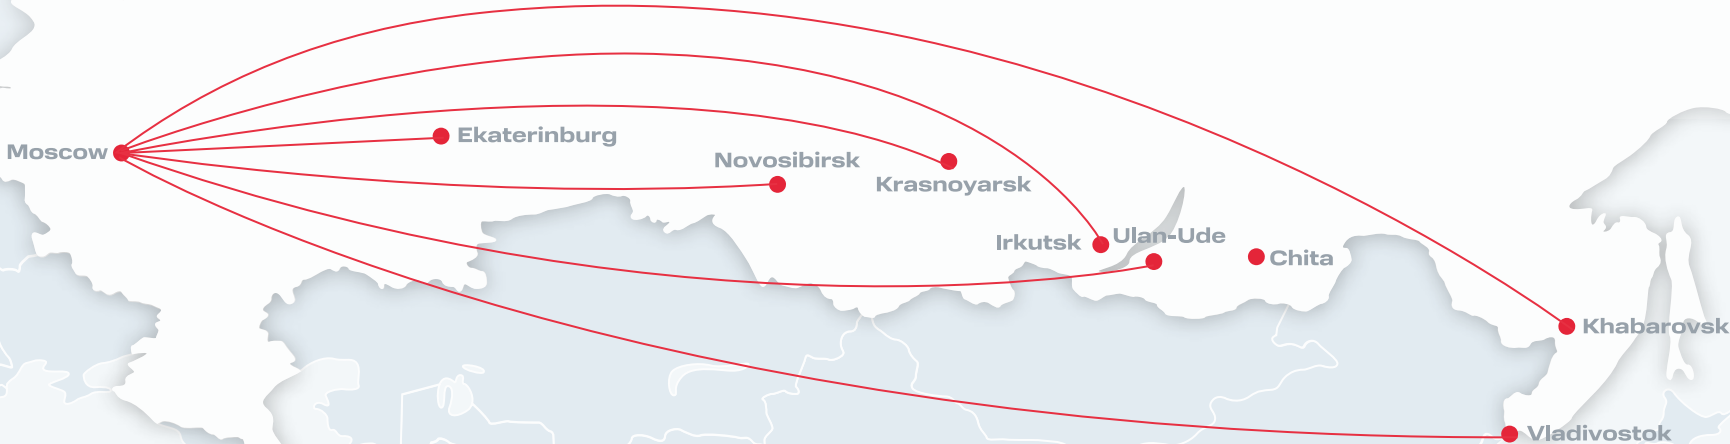 Moscow
Ekaterinburg
Novosibirsk
Krasnoyarsk
Irkutsk
Ulan-Ude
Chita
Khabarovsk
Vladivostok